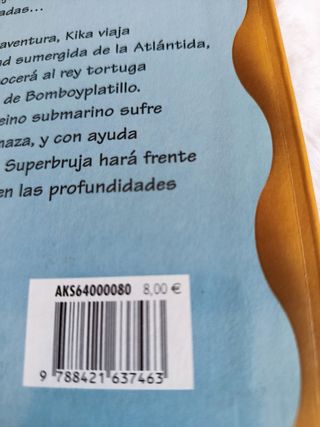 adas...
aventura, Kika viaja
d sumergida de la Atlántida,
ocerá al rey tortuga
de Bomboyplatillo.
eino submarino sufre
naza, y con ayuda
Superbruja hará frente
en las profundidades
AKS64000080 8,00 €
9 788421 637463